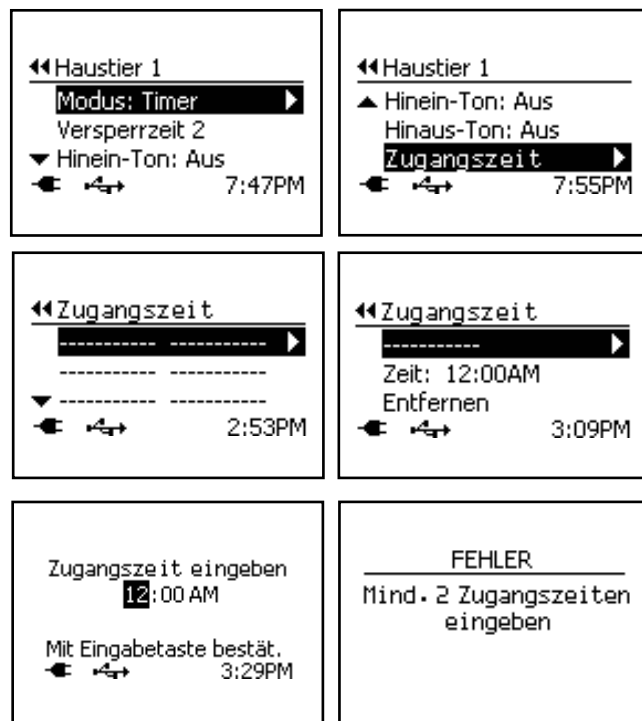 Haustier 1
Modus: Timer
Versperrzeit 2
Hinein-Ton: Aus
7:47PM
Haustier 1
Hinein-Ton: Aus
Hinaus-Ton: Aus
Zugangszeit
7:55PM
Zugangszeit
----------- -----------
----------- -----------
----------- -----------
2:53PM
Zugangszeit
-----------
Zeit: 12:00AM
Entfernen
3:09PM
Zugangszeit eingeben
12:00 AM
Mit Eingabetaste bestät.
3:29PM
FEHLER
Mind. 2 Zugangszeiten
eingeben